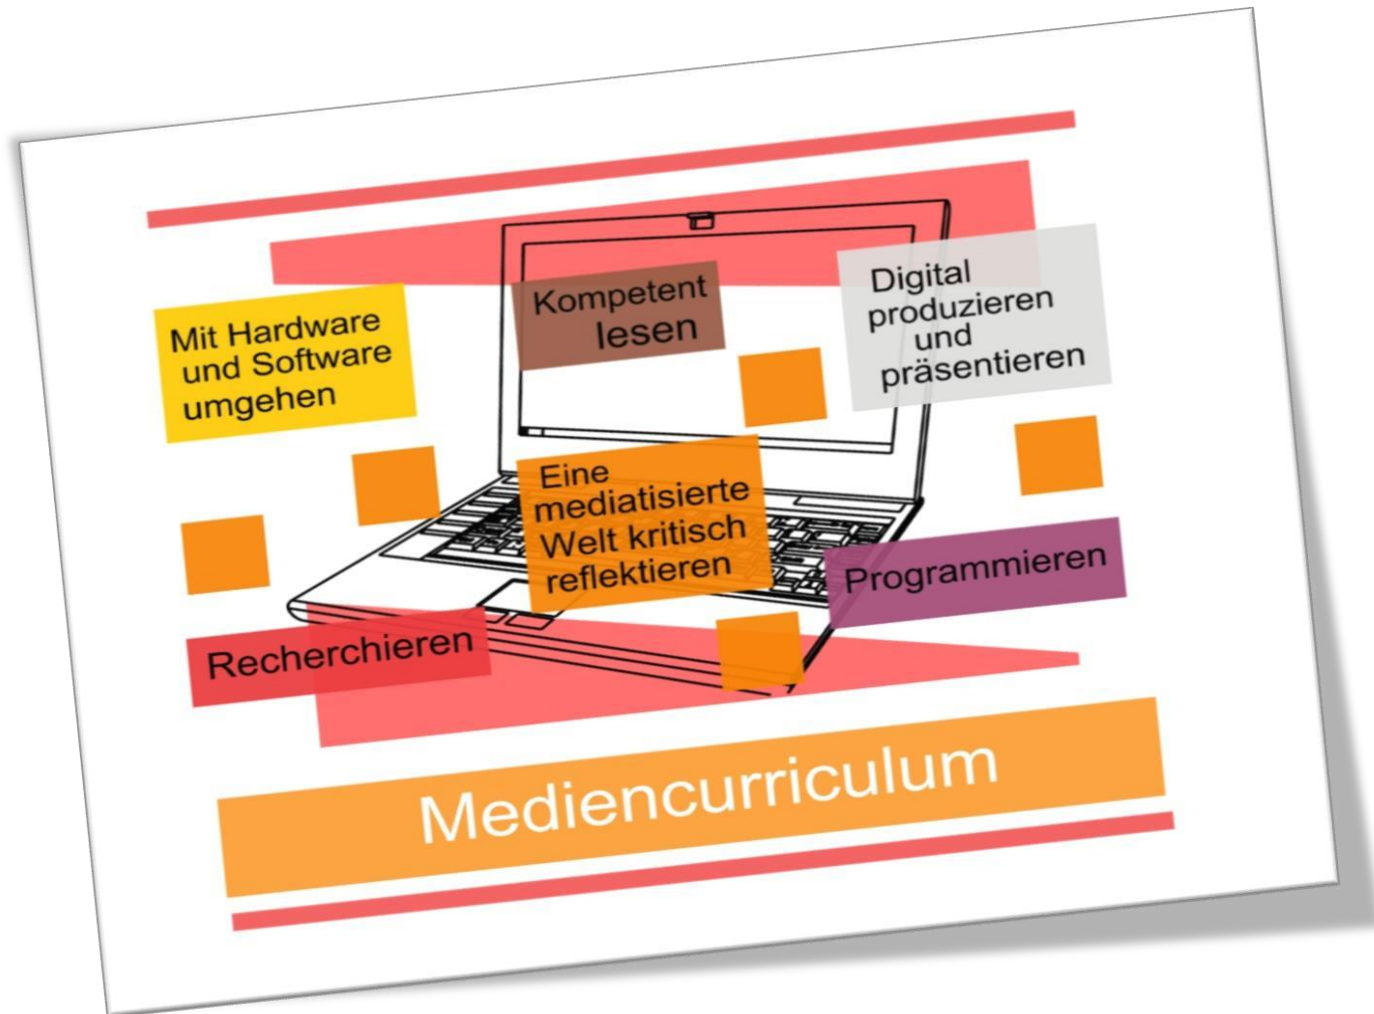 Mit Hardware
und Software
umgehen
Kompetent
lesen
Digital
produzieren
und
präsentieren
Eine
mediatisierte
Welt kritisch
reflektieren
Programmieren
Recherchieren
Mediencurriculum